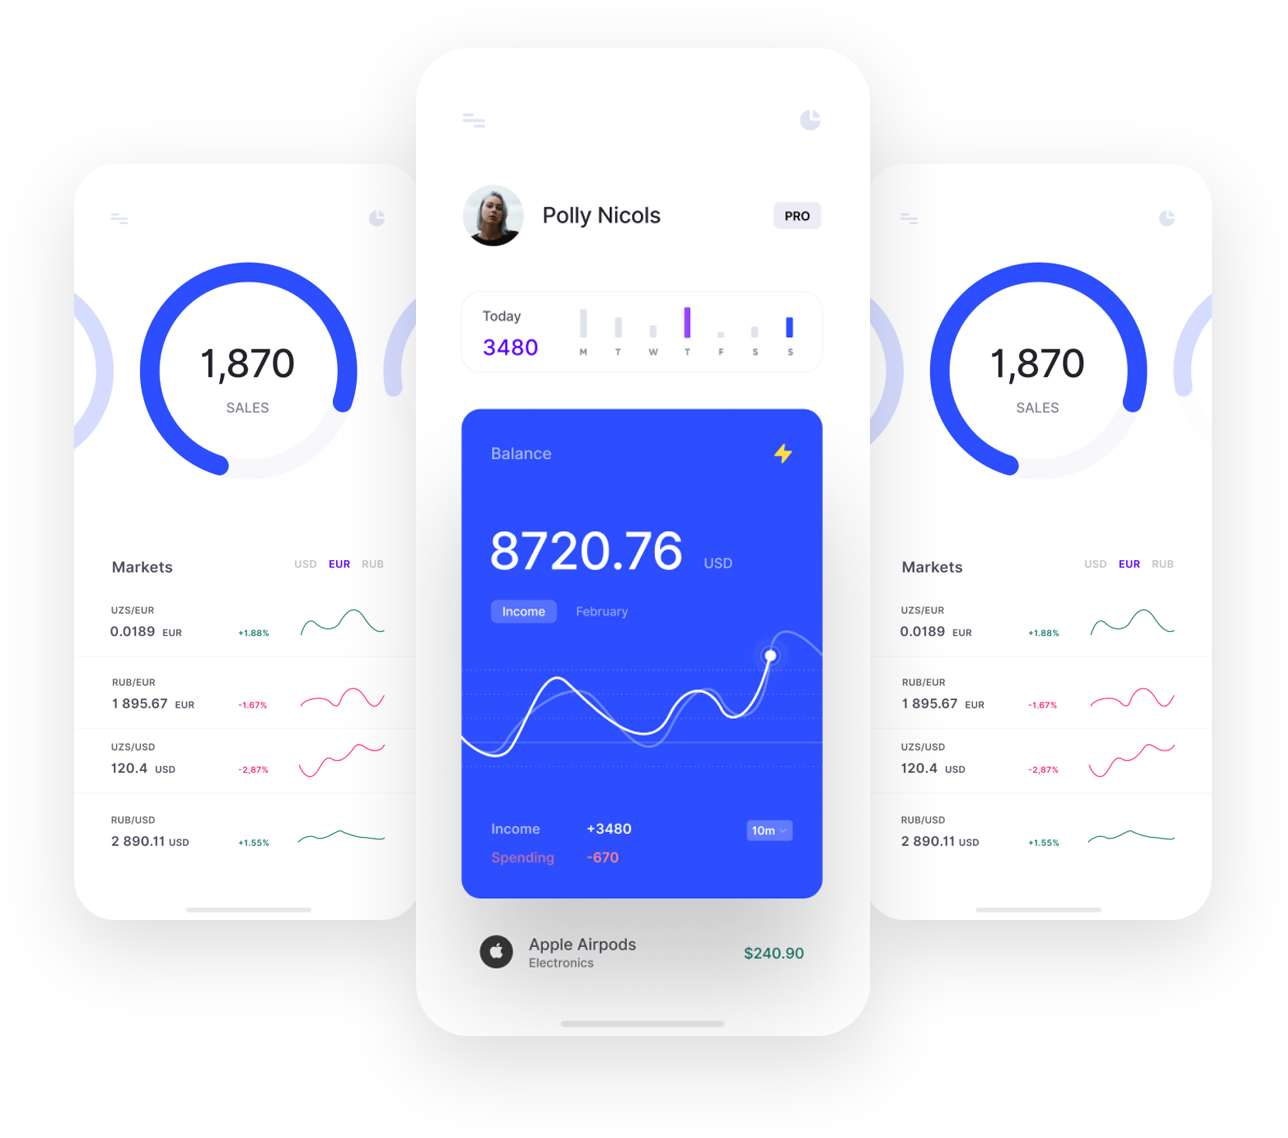 1,870
SALES
Markets
USD EUR RUB
UZS/EUR
0.0189 EUR +1.88%
RUB/EUR
1 895.67 EUR -1.67%
UZS/USD
120.4 USD -2,87%
RUB/USD
2 890.11 USD +1.55%
Polly Nicols PRO
Today
3480
M T W T F S S
Balance
8720.76 USD
Income February
Income +3480 10m
Spending -670
Apple Airpods
Electronics
$240.90
1,870
SALES
Markets
USD EUR RUB
UZS/EUR
0.0189 EUR +1.88%
RUB/EUR
1 895.67 EUR -1.67%
UZS/USD
120.4 USD -2,87%
RUB/USD
2 890.11 USD +1.55%